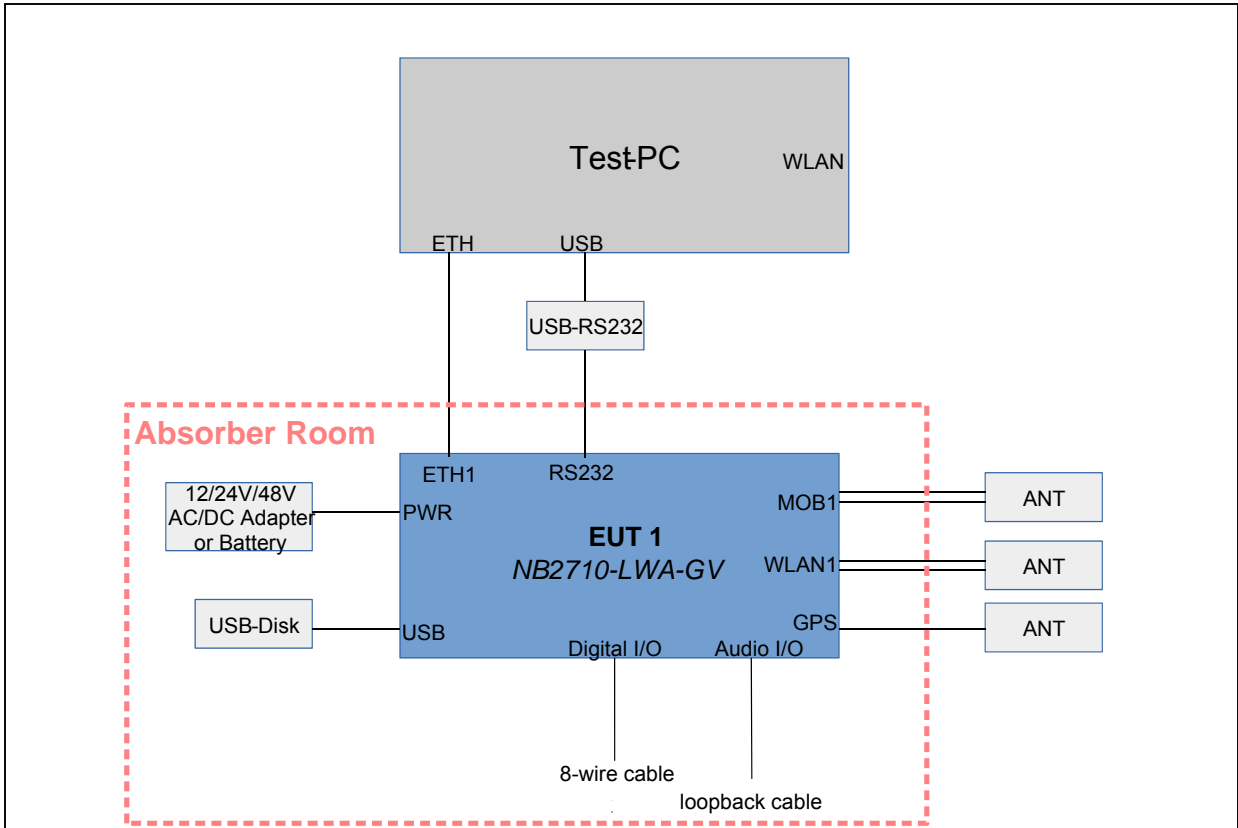 Test-PC
WLAN
ETH
USB
USB-RS232
Absorber Room
ETH1
RS232
12/24V/48V
AC/DC Adapter
or Battery
PWR
MOB1
ANT
EUT 1
NB2710-LWA-GV
WLAN1
ANT
USB-Disk
USB
GPS
ANT
Digital I/O
Audio I/O
8-wire cable
loopback cable